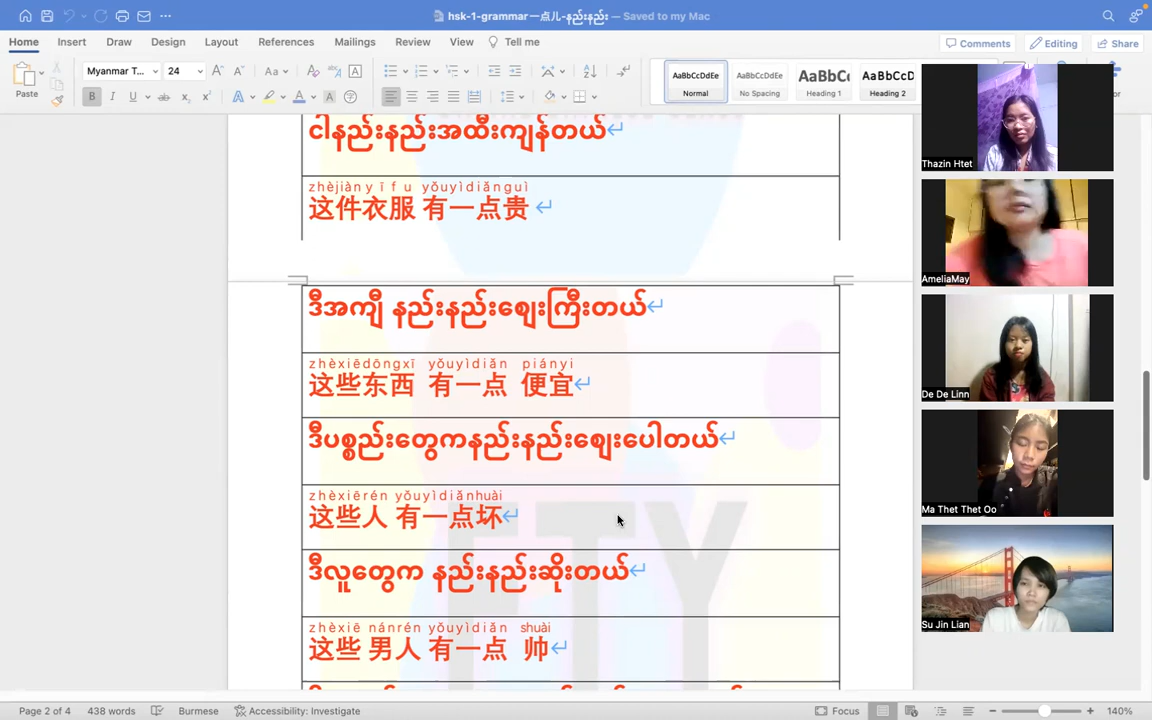 hsk-1-grammar一点儿-နည်းနည်း — Saved to my Mac
Home Insert Draw Design Layout References Mailings Review View Tell me Comments Editing Share
Paste Myanmar T... 24
AaBbCcDdEe AaBbCcDdEe AaBbC AaBbCcD
Normal No Spacing Heading 1 Heading 2
ငါနည်းနည်းအထီးကျန်တယ်
zhèjiàn yīfu yǒuyìdiǎnguì
这件衣服 有一点贵
ဒီအကျီ နည်းနည်းဈေးကြီးတယ်
zhèxiēdōngxī yǒuyìdiǎn piányi
这些东西 有一点 便宜
ဒီပစ္စည်းတွေကနည်းနည်းဈေးပေါတယ်
zhèxiērén yǒuyìdiǎnhuài
这些人 有一点坏
ဒီလူတွေက နည်းနည်းဆိုးတယ်
zhèxiē nánrén yǒuyìdiǎn shuài
这些 男人 有一点 帅
FTY
Thazin Htet
AmeliaMay
De De Linn
Ma Thet Thet Oo
Su Jin Lian
Page 2 of 4 438 words Burmese Accessibility: Investigate Focus 140%